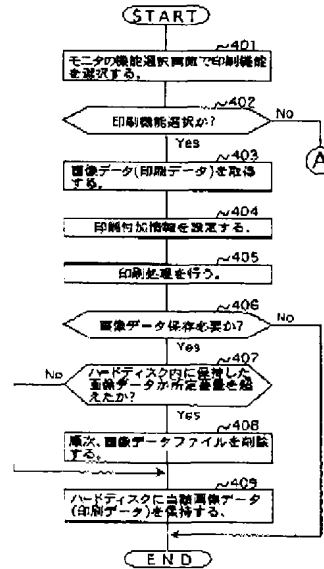 START
401
モニタの機能選択画面で印刷機能
を選択する。
402
印刷機能選択か?
No
Yes
A
403
画像データ(印刷データ)を取得
する。
404
印刷付加情報を設定する。
405
印刷処理を行う。
406
画像データ保存必要か?
No
Yes
407
No
ハードディスク内に保持した
画像データが所定容量を超
えたか?
Yes
408
順次、画像データファイルを削除
する。
409
ハードディスクに当該画像データ
(印刷データ)を保持する。
END